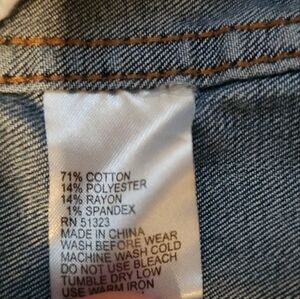 71% COTTON
14% POLYESTER
14% RAYON
1% SPANDEX
RN 51323
MADE IN CHINA
WASH BEFORE WEAR
MACHINE WASH COLD
DO NOT USE BLEACH
TUMBLE DRY LOW
USE WARM IRON